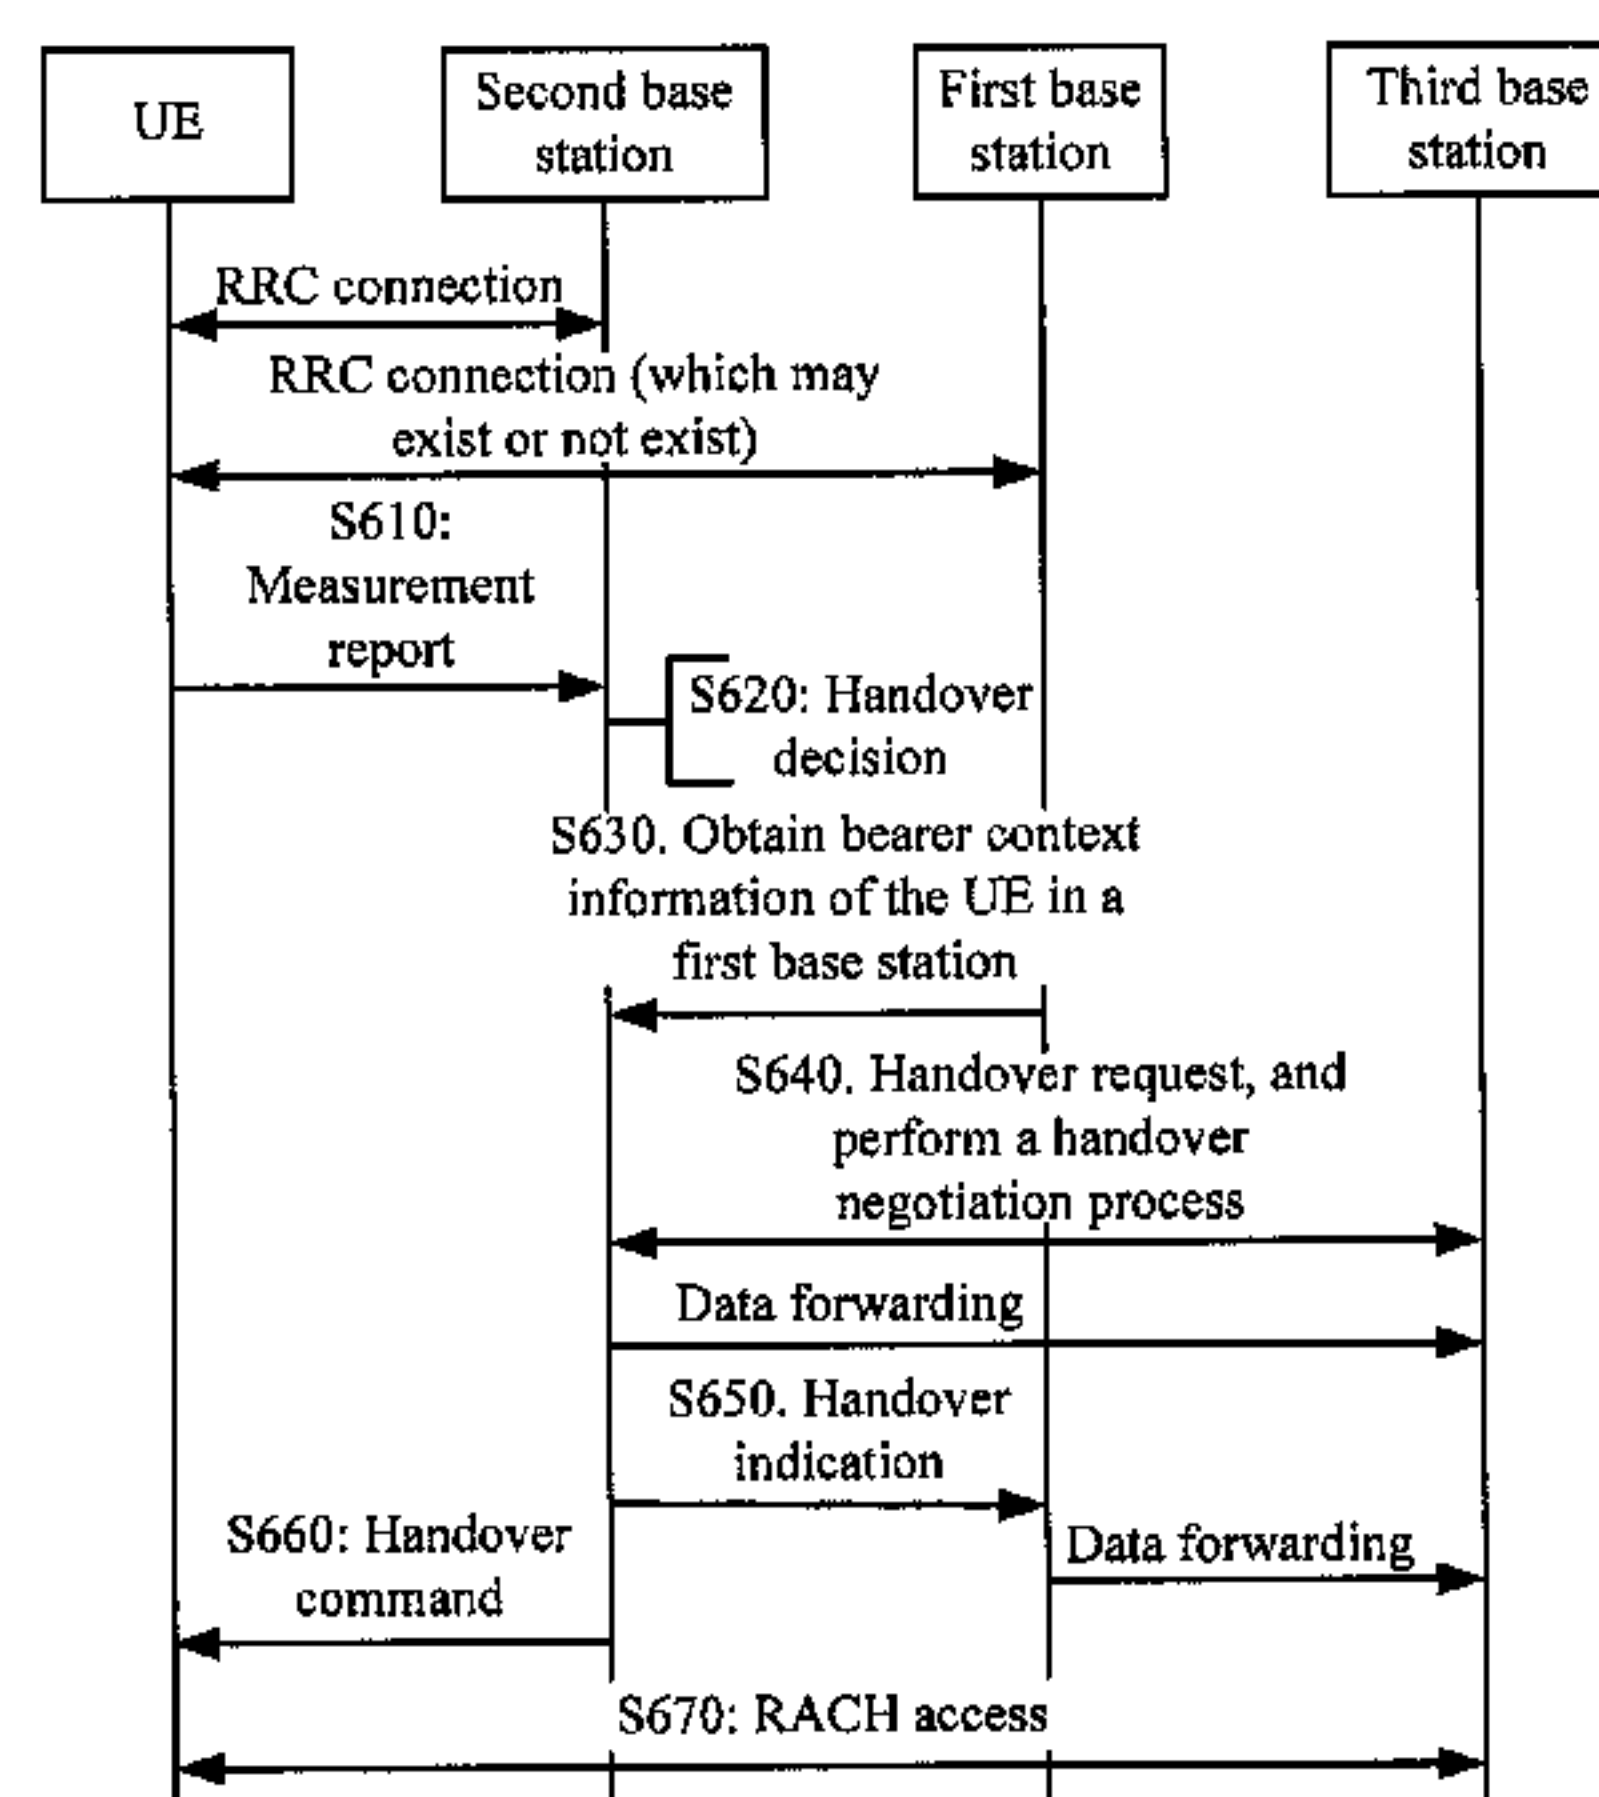 UE
Second base
station
First base
station
Third base
station
RRC connection
RRC connection (which may
exist or not exist)
S610:
Measurement
report
S620: Handover
decision
S630. Obtain bearer context
information of the UE in a
first base station
S640. Handover request, and
perform a handover
negotiation process
Data forwarding
S650. Handover
indication
Data forwarding
S660: Handover
command
S670: RACH access